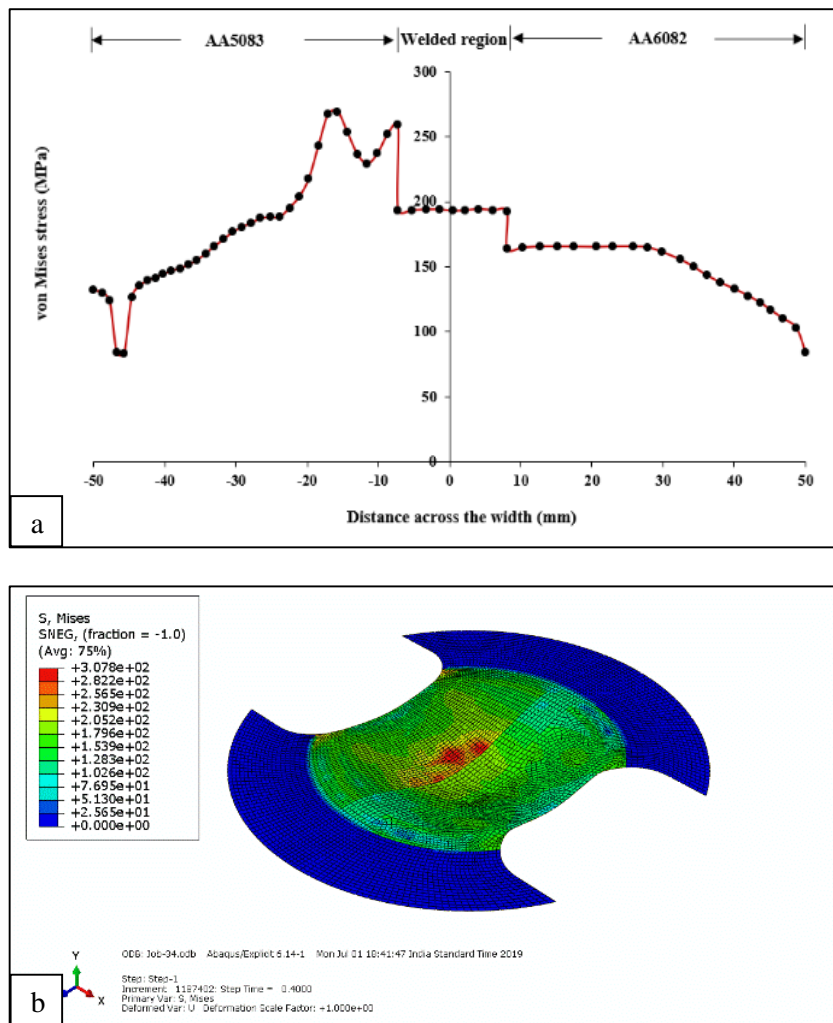 AA5083 Welded region AA6082
300
250
200
150
100
50
0
von Mises stress (MPa)
-50 -40 -30 -20 -10 0 10 20 30 40 50
Distance across the width (mm)
a
S, Mises
SNEG, (fraction = -1.0)
(Avg: 75%)
+3.078e+02
+2.822e+02
+2.565e+02
+2.309e+02
+2.052e+02
+1.796e+02
+1.539e+02
+1.283e+02
+1.026e+02
+7.695e+01
+5.130e+01
+2.565e+01
+0.000e+00
ODB: Job-34.odb Abaqus/Explicit 6.14-1 Mon Jul 01 18:41:47 India Standard Time 2019
Y
X
Step: Step-1
Increment 1187402: Step Time = 0.4000
Primary Var: S, Mises
Deformed Var: U Deformation Scale Factor: +1.000e+00
b